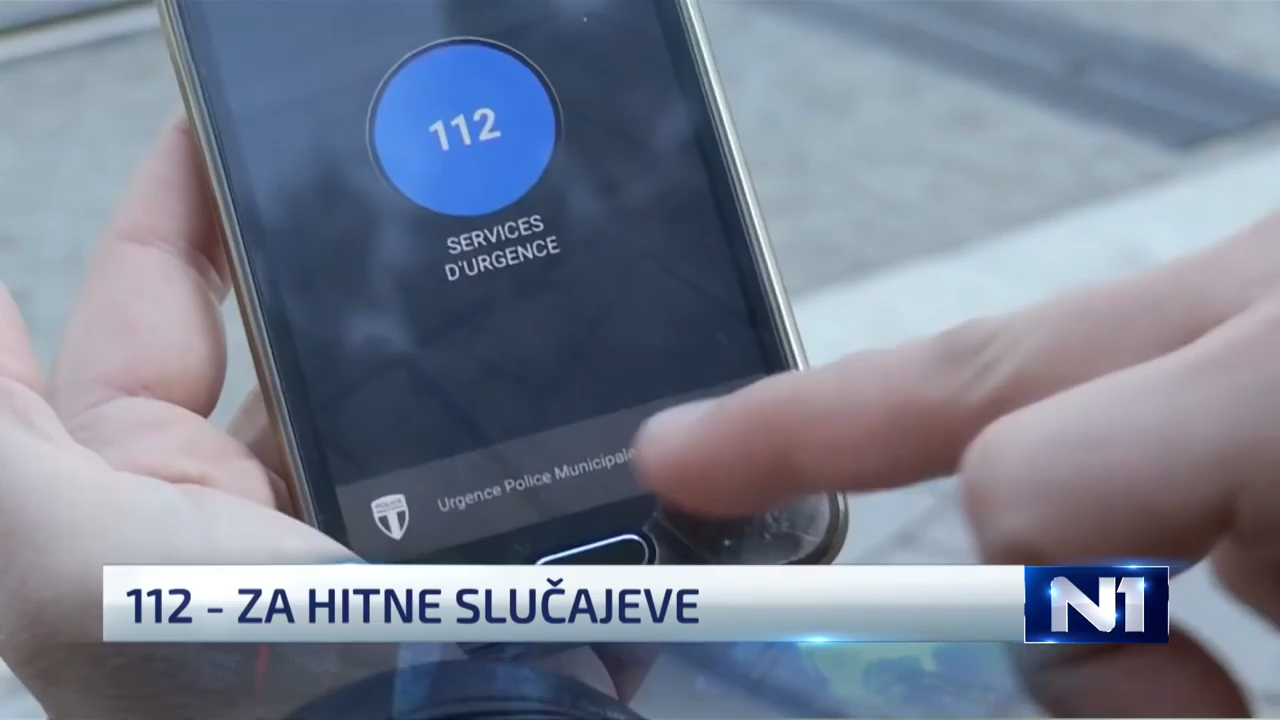 112
SERVICES
D'URGENCE
Urgence Police Municipale
112 - ZA HITNE SLUČAJEVE
N1